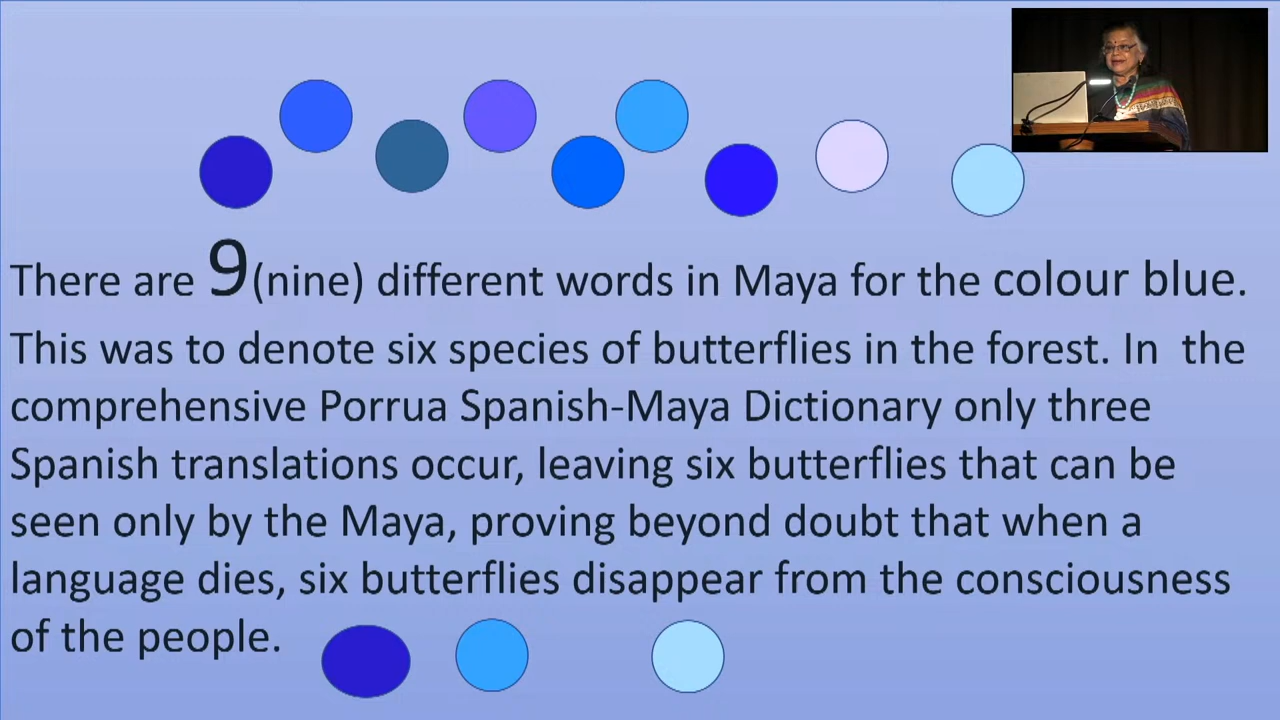 There are 9(nine) different words in Maya for the colour blue.
This was to denote six species of butterflies in the forest. In the
comprehensive Porrua Spanish-Maya Dictionary only three
Spanish translations occur, leaving six butterflies that can be
seen only by the Maya, proving beyond doubt that when a
language dies, six butterflies disappear from the consciousness
of the people.